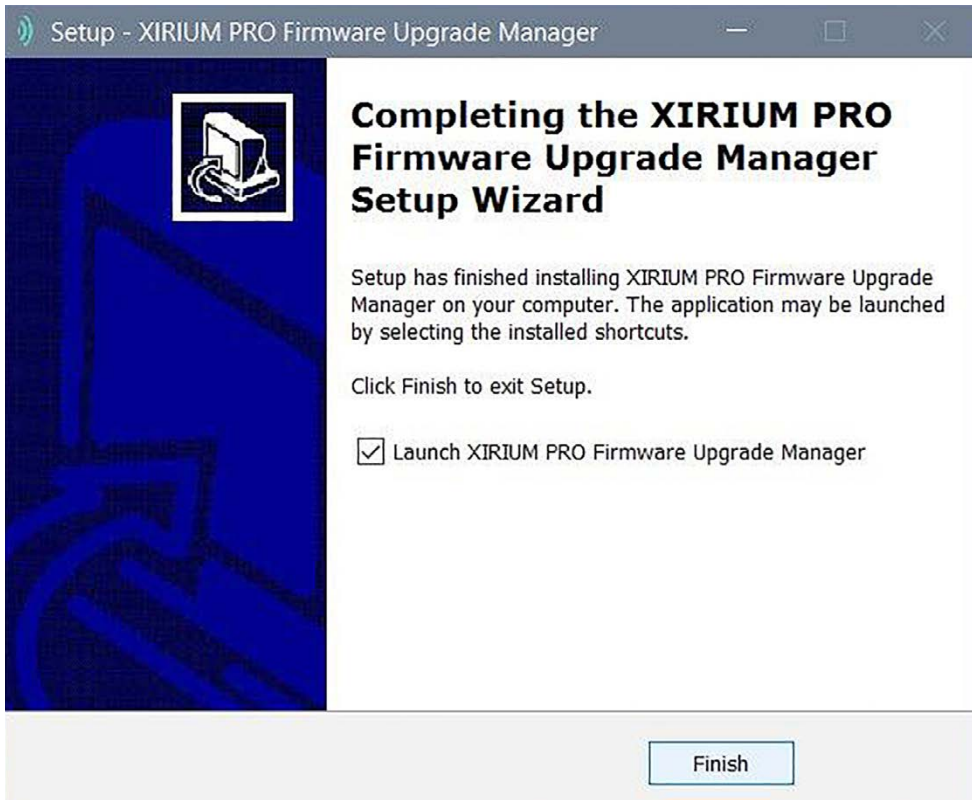 Setup - XIRIUM PRO Firmware Upgrade Manager
Completing the XIRIUM PRO
Firmware Upgrade Manager
Setup Wizard
Setup has finished installing XIRIUM PRO Firmware Upgrade
Manager on your computer. The application may be launched
by selecting the installed shortcuts.
Click Finish to exit Setup.
Launch XIRIUM PRO Firmware Upgrade Manager
Finish